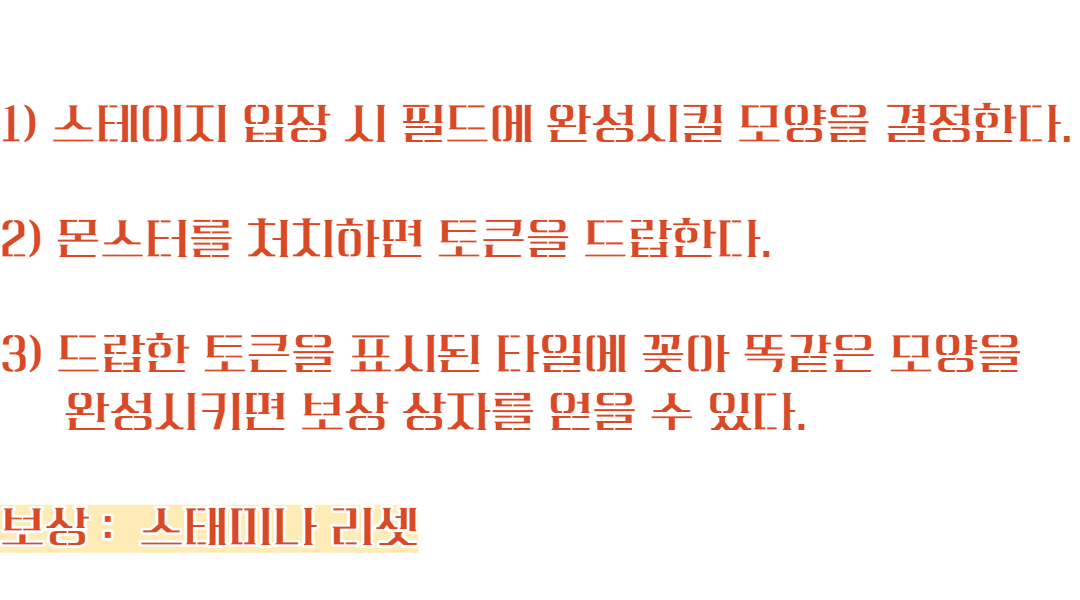 1) 스테이지 입장 시 필드에 완성시킬 모양을 결정한다.
2) 몬스터를 처치하면 토큰을 드랍한다.
3) 드랍한 토큰을 표시된 타일에 꽂아 똑같은 모양을
완성시키면 보상 상자를 얻을 수 있다.
보상 : 스태미나 리셋